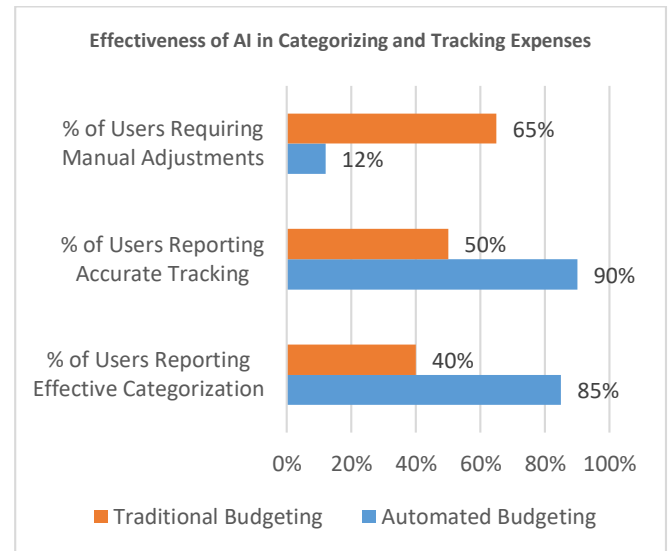 Effectiveness of AI in Categorizing and Tracking Expenses
% of Users Requiring
Manual Adjustments
65%
12%
% of Users Reporting
Accurate Tracking
50%
90%
% of Users Reporting
Effective Categorization
40%
85%
0% 20% 40% 60% 80% 100%
Traditional Budgeting Automated Budgeting